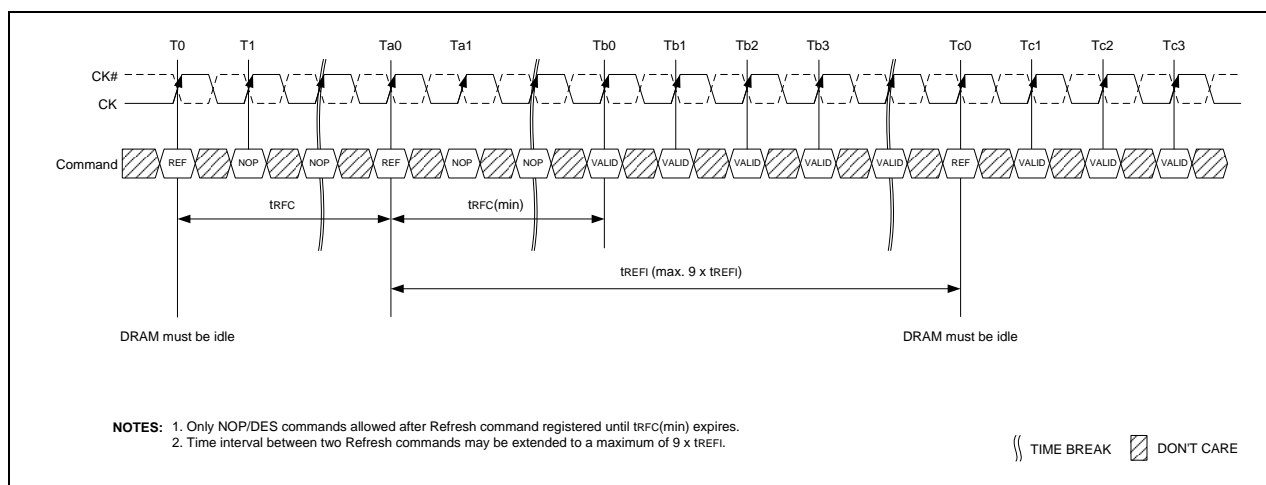 T0 T1 Ta0 Ta1 Tb0 Tb1 Tb2 Tb3 Tc0 Tc1 Tc2 Tc3
CK#
CK
Command REF NOP NOP REF NOP NOP VALID VALID VALID VALID VALID REF VALID VALID VALID
tRFC tRFC(min)
tREFI (max. 9 x tREFI)
DRAM must be idle DRAM must be idle
NOTES: 1. Only NOP/DES commands allowed after Refresh command registered until tRFC(min) expires.
2. Time interval between two Refresh commands may be extended to a maximum of 9 x tREFI.
TIME BREAK DON'T CARE